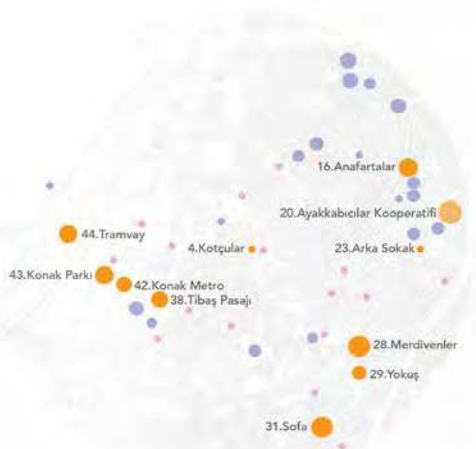 16.Anafartalar
20.Ayakkabıcılar Kooperatifi
44.Tramvay
4.Kotçular
23.Arka Sokak
43.Konak Parkı
42.Konak Metro
38.Tibaş Pasajı
28.Merdivenler
29.Yokuş
31.Sofa